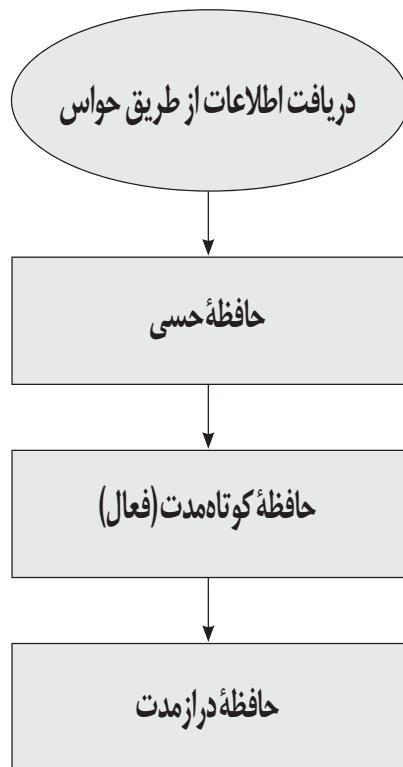 دریافت اطلاعات از طریق حواس
حافظهٔ حسی
حافظهٔ کوتاه‌مدت (فعال)
حافظهٔ درازمدت